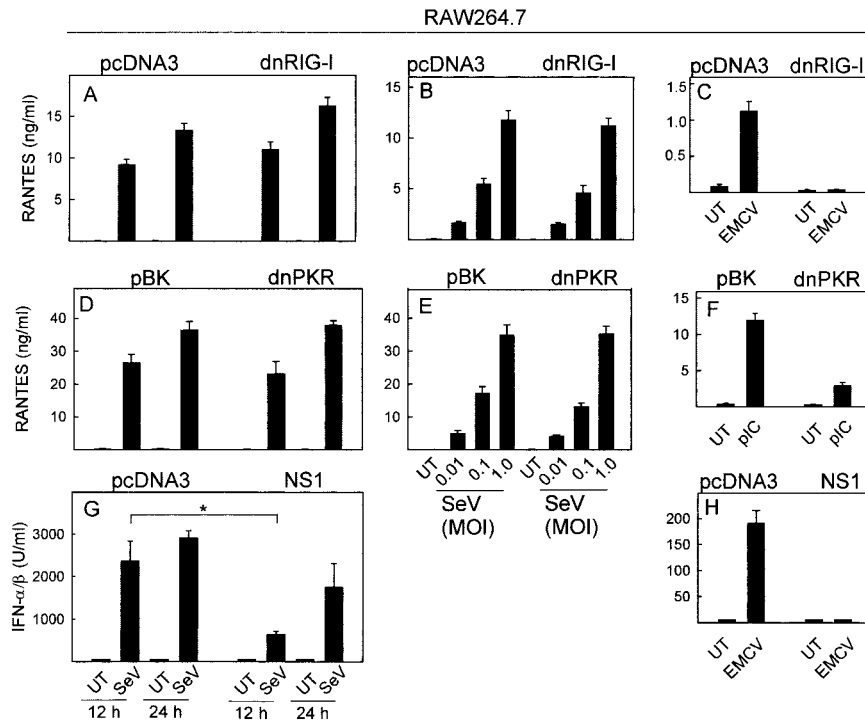 RAW264.7
pcDNA3 dnRIG-I
A
RANTES (ng/ml)
15
10
5
pcDNA3 dnRIG-I
B
15
10
5
pcDNA3 dnRIG-I
C
1.5
1.0
0.5
UT EMCV UT EMCV
pBK dnPKR
D
RANTES (ng/ml)
40
30
20
10
pBK dnPKR
E
40
30
20
10
UT 0.01 0.1 1.0 UT 0.01 0.1 1.0
SeV SeV
(MOI) (MOI)
pBK dnPKR
F
15
10
5
UT pIC UT pIC
pcDNA3 NS1
G
*
IFN-α/β (U/ml)
3000
2000
1000
UT SeV UT SeV UT SeV UT SeV
12 h 24 h 12 h 24 h
pcDNA3 NS1
H
200
150
100
50
UT EMCV UT EMCV